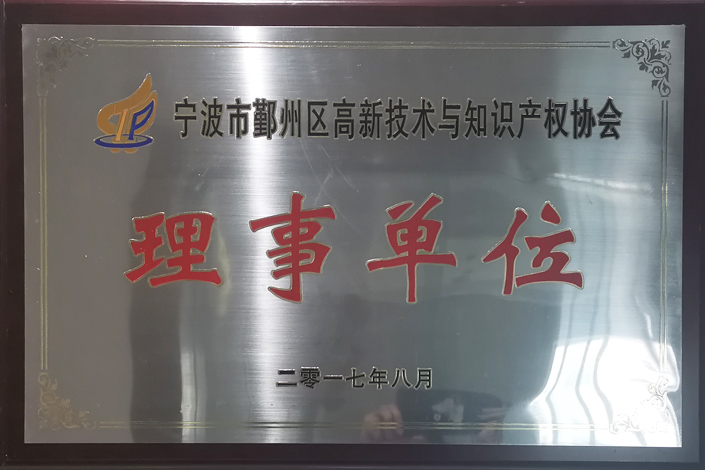 宁波市鄞州区高新技术与知识产权协会
理事单位
二零一七年八月